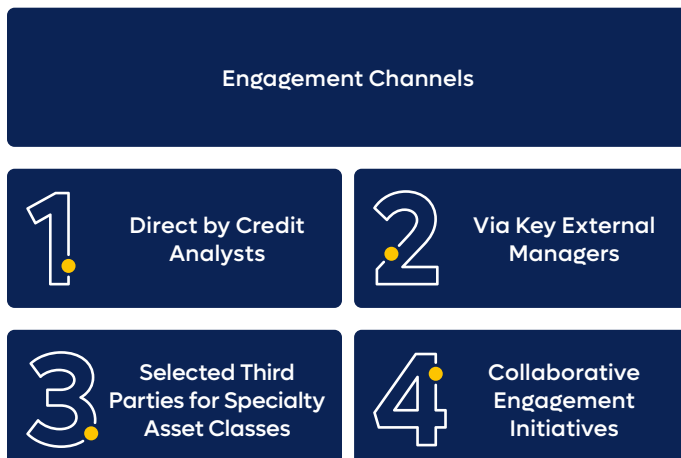 Engagement Channels
1
Direct by Credit
Analysts
2
Via Key External
Managers
3
Selected Third
Parties for Specialty
Asset Classes
4
Collaborative
Engagement
Initiatives